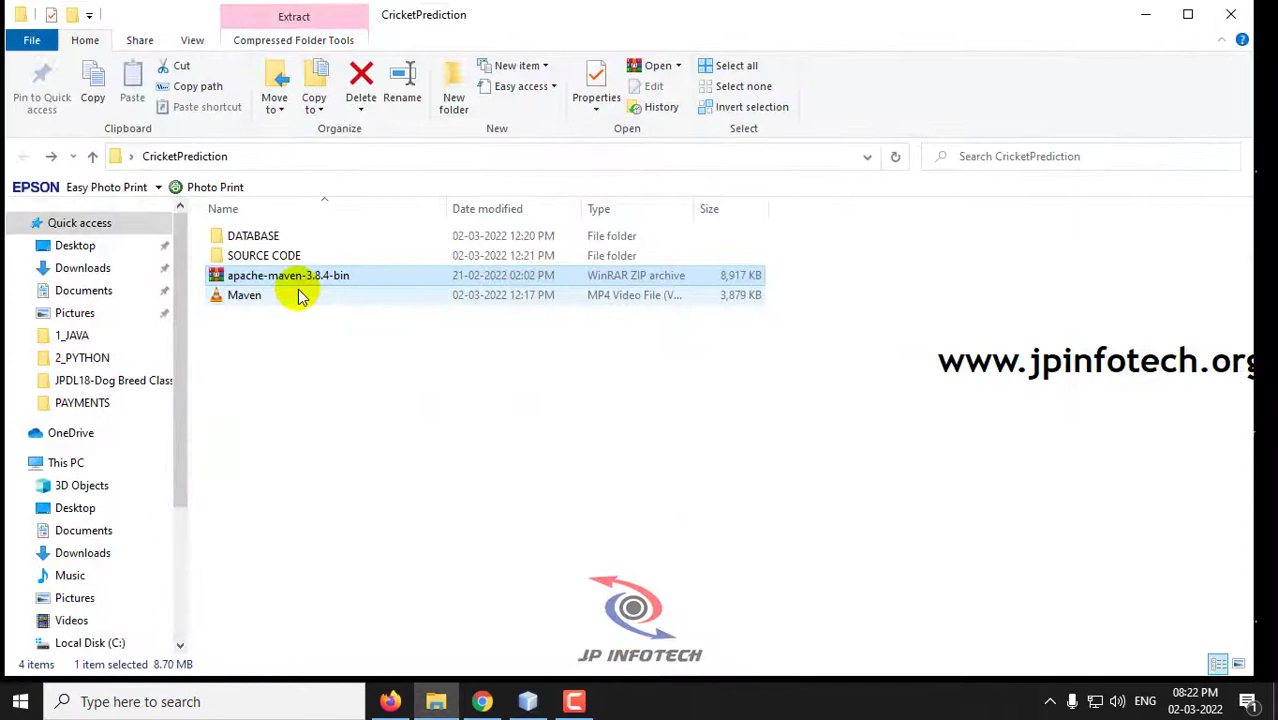 Extract CricketPrediction
File Home Share View Compressed Folder Tools
Pin to Quick access
Copy
Paste
Cut
Copy path
Paste shortcut
Clipboard
Move to
Copy to
Delete
Rename
Organize
New folder
New item
Easy access
New
Properties
Open
Edit
History
Open
Select all
Select none
Invert selection
Select
CricketPrediction
Search CricketPrediction
EPSON Easy Photo Print Photo Print
Name Date modified Type Size
DATABASE 02-03-2022 12:20 PM File folder
SOURCE CODE 02-03-2022 12:21 PM File folder
apache-maven-3.8.4-bin 21-02-2022 02:02 PM WinRAR ZIP archive 8,917 KB
Maven 02-03-2022 12:17 PM MP4 Video File (V... 3,879 KB
Quick access
Desktop
Downloads
Documents
Pictures
1_JAVA
2_PYTHON
JPDL18-Dog Breed Class
PAYMENTS
OneDrive
This PC
3D Objects
Desktop
Documents
Downloads
Music
Pictures
Videos
Local Disk (C:)
www.jpinfotech.org
JP INFOTECH
4 items 1 item selected 8.70 MB
Type here to search
ENG
08:22 PM
02-03-2022
1